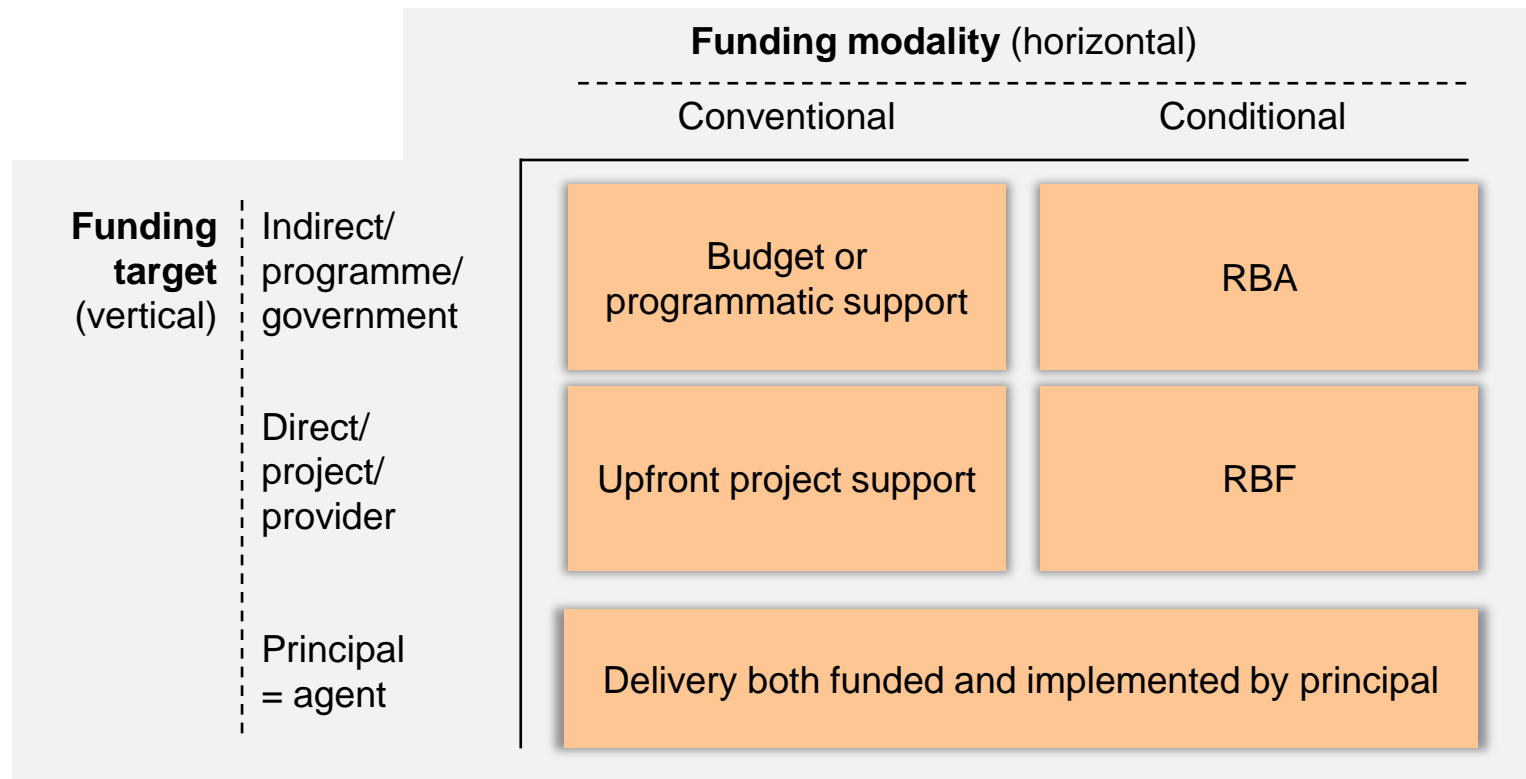 Funding modality (horizontal)
Conventional
Conditional
Funding
target
(vertical)
Indirect/
programme/
government
Budget or
programmatic support
RBA
Direct/
project/
provider
Upfront project support
RBF
Principal
= agent
Delivery both funded and implemented by principal